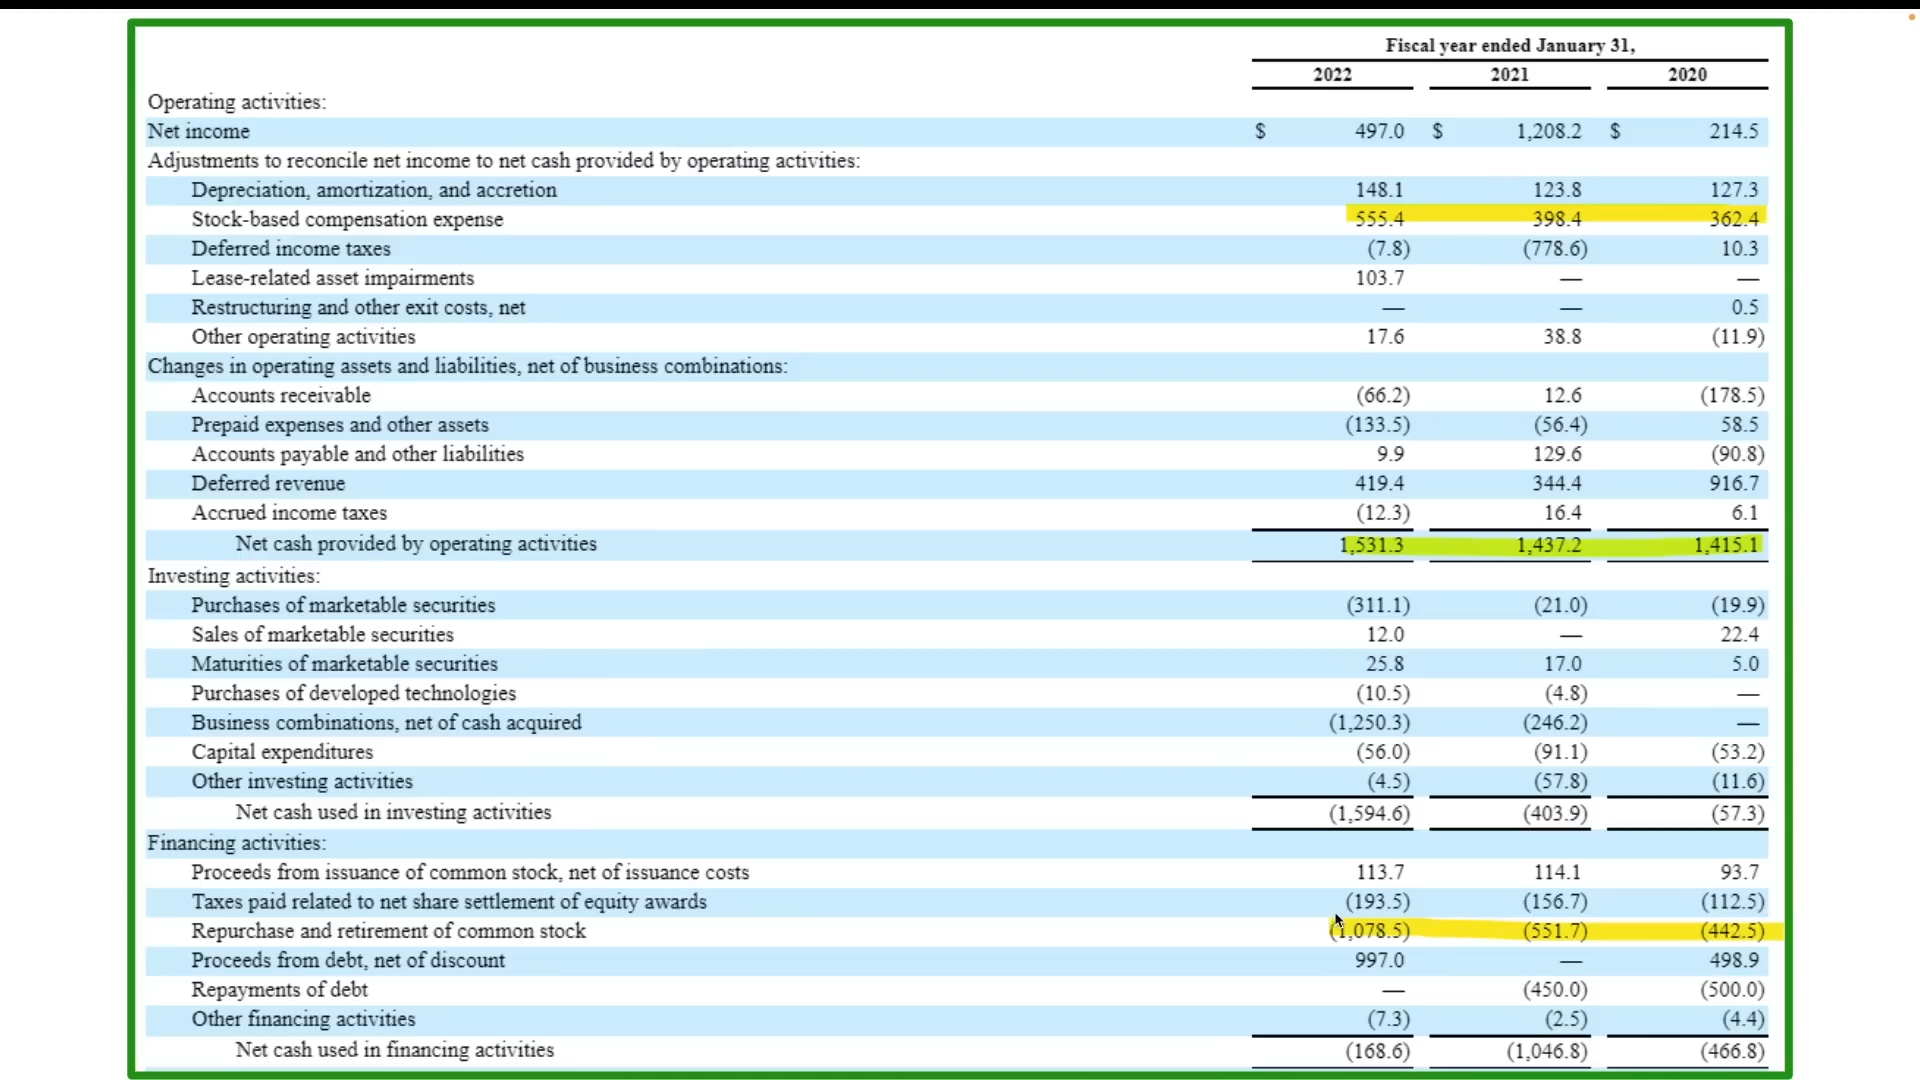 Fiscal year ended January 31,
2022 2021 2020
Operating activities:
Net income $ 497.0 $ 1,208.2 $ 214.5
Adjustments to reconcile net income to net cash provided by operating activities:
Depreciation, amortization, and accretion 148.1 123.8 127.3
Stock-based compensation expense 555.4 398.4 362.4
Deferred income taxes (7.8) (778.6) 10.3
Lease-related asset impairments 103.7 — —
Restructuring and other exit costs, net — — 0.5
Other operating activities 17.6 38.8 (11.9)
Changes in operating assets and liabilities, net of business combinations:
Accounts receivable (66.2) 12.6 (178.5)
Prepaid expenses and other assets (133.5) (56.4) 58.5
Accounts payable and other liabilities 9.9 129.6 (90.8)
Deferred revenue 419.4 344.4 916.7
Accrued income taxes (12.3) 16.4 6.1
Net cash provided by operating activities 1,531.3 1,437.2 1,415.1
Investing activities:
Purchases of marketable securities (311.1) (21.0) (19.9)
Sales of marketable securities 12.0 — 22.4
Maturities of marketable securities 25.8 17.0 5.0
Purchases of developed technologies (10.5) (4.8) —
Business combinations, net of cash acquired (1,250.3) (246.2) —
Capital expenditures (56.0) (91.1) (53.2)
Other investing activities (4.5) (57.8) (11.6)
Net cash used in investing activities (1,594.6) (403.9) (57.3)
Financing activities:
Proceeds from issuance of common stock, net of issuance costs 113.7 114.1 93.7
Taxes paid related to net share settlement of equity awards (193.5) (156.7) (112.5)
Repurchase and retirement of common stock (1,078.5) (551.7) (442.5)
Proceeds from debt, net of discount 997.0 — 498.9
Repayments of debt — (450.0) (500.0)
Other financing activities (7.3) (2.5) (4.4)
Net cash used in financing activities (168.6) (1,046.8) (466.8)